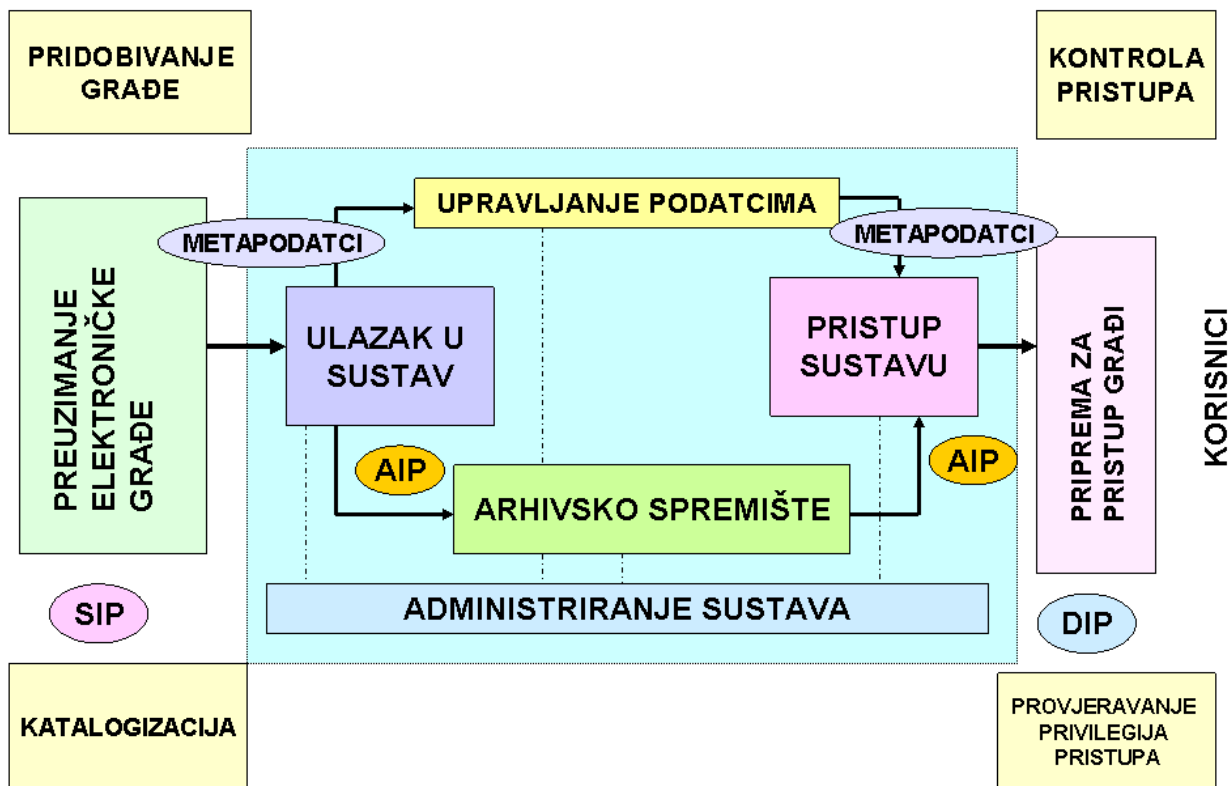 PRIDOBIVANJE
GRAĐE
KONTROLA
PRISTUPA
UPRAVLJANJE PODATCIMA
METAPODATCI
METAPODATCI
PREUZIMANJE
ELEKTRONIČKE
GRAĐE
ULAZAK U
SUSTAV
PRISTUP
SUSTAVU
PRIPREMA ZA
PRISTUP GRAĐI
KORISNICI
AIP
AIP
ARHIVSKO SPREMIŠTE
SIP
ADMINISTRIRANJE SUSTAVA
DIP
KATALOGIZACIJA
PROVJERAVANJE
PRIVILEGIJA
PRISTUPA